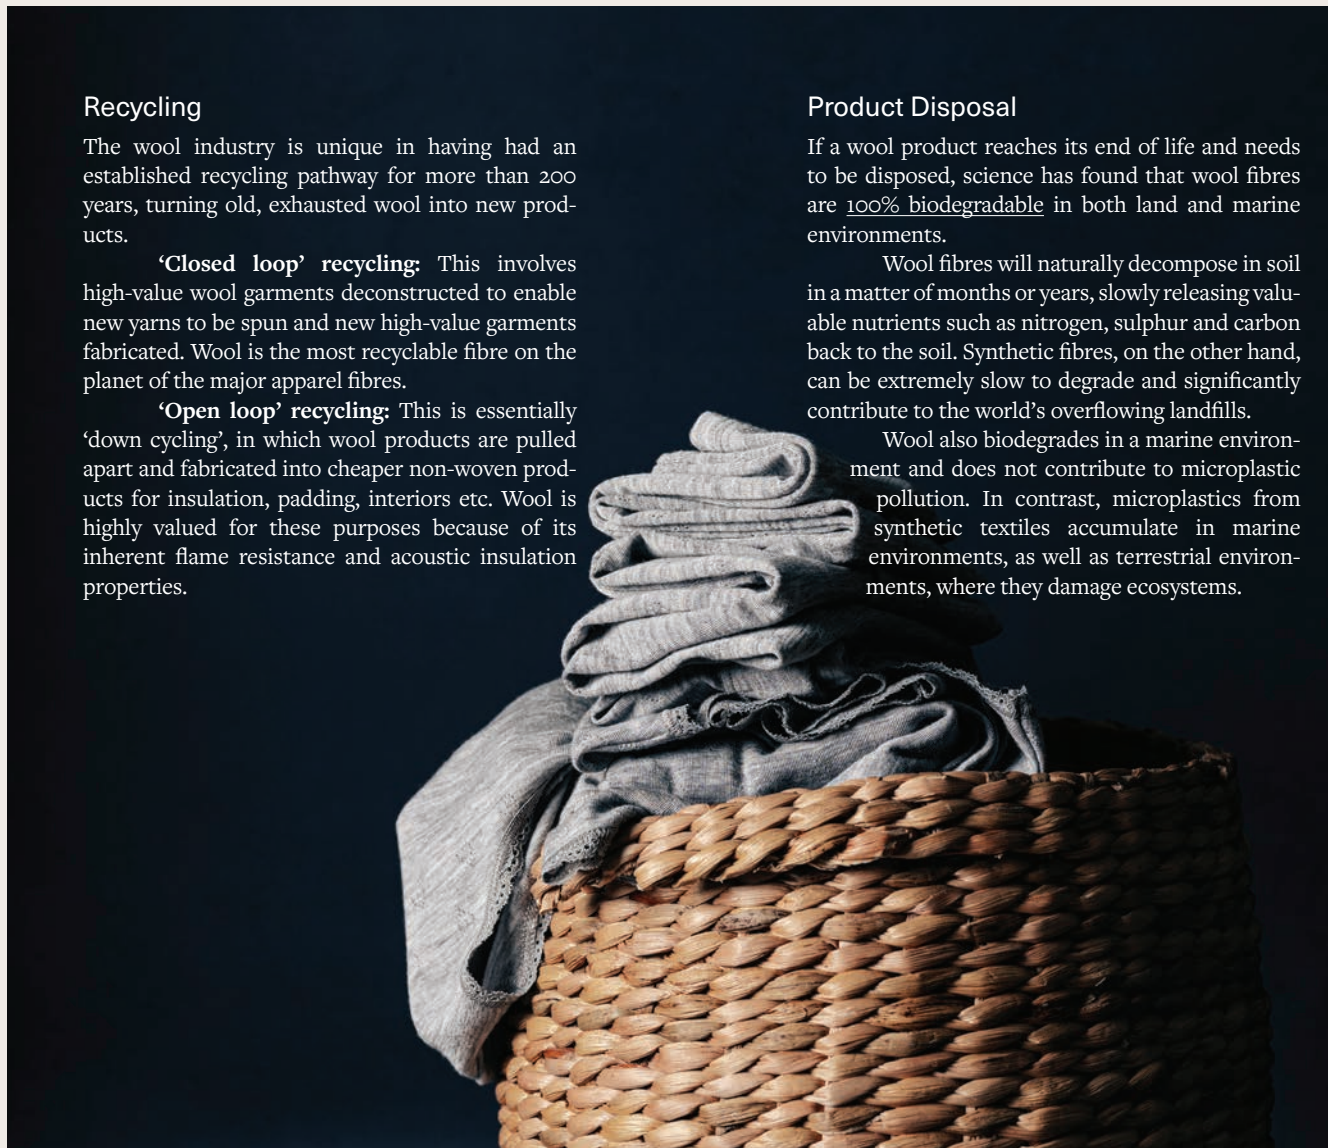 Recycling
The wool industry is unique in having had an
established recycling pathway for more than 200
years, turning old, exhausted wool into new prod-
ucts.
‘Closed loop’ recycling: This involves
high-value wool garments deconstructed to enable
new yarns to be spun and new high-value garments
fabricated. Wool is the most recyclable fibre on the
planet of the major apparel fibres.
‘Open loop’ recycling: This is essentially
‘down cycling’, in which wool products are pulled
apart and fabricated into cheaper non-woven prod-
ucts for insulation, padding, interiors etc. Wool is
highly valued for these purposes because of its
inherent flame resistance and acoustic insulation
properties.
Product Disposal
If a wool product reaches its end of life and needs
to be disposed, science has found that wool fibres
are 100% biodegradable in both land and marine
environments.
Wool fibres will naturally decompose in soil
in a matter of months or years, slowly releasing valu-
able nutrients such as nitrogen, sulphur and carbon
back to the soil. Synthetic fibres, on the other hand,
can be extremely slow to degrade and significantly
contribute to the world’s overflowing landfills.
Wool also biodegrades in a marine environ-
ment and does not contribute to microplastic
pollution. In contrast, microplastics from
synthetic textiles accumulate in marine
environments, as well as terrestrial environ-
ments, where they damage ecosystems.